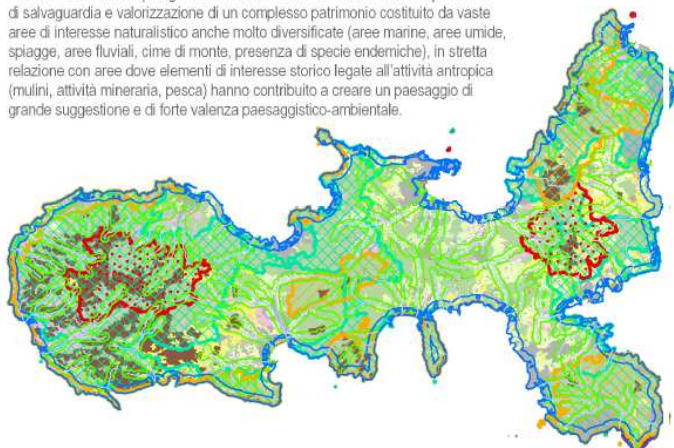 di salvaguardia e valorizzazione di un complesso patrimonio costituito da vaste
aree di interesse naturalistico anche molto diversificate (aree marine, aree umide,
spiagge, aree fluviali, cime di monte, presenza di specie endemiche), in stretta
relazione con aree dove elementi di interesse storico legate all'attività antropica
(mulini, attività mineraria, pesca) hanno contribuito a creare un paesaggio di
grande suggestione e di forte valenza paesaggistico-ambientale.